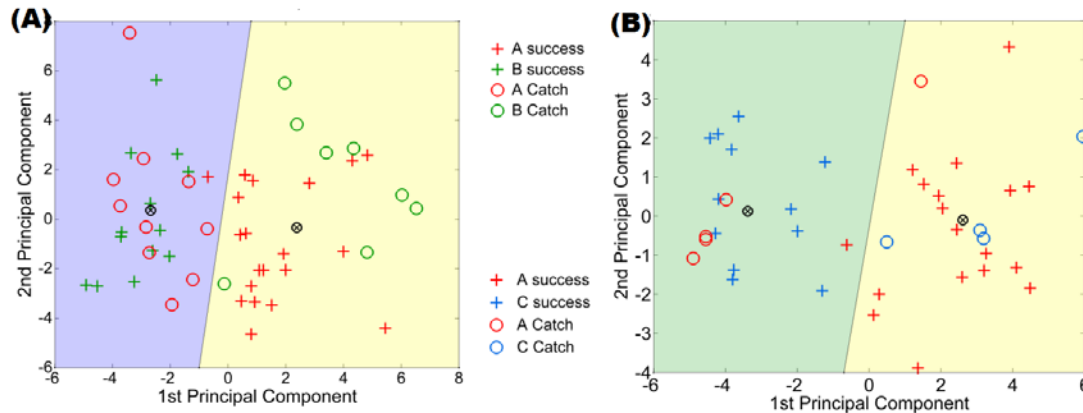 (A)
8
6
4
2
0
-2
-4
-6
-6
-4
-2
0
2
4
6
8
2nd Principal Component
1st Principal Component
A success
B success
A Catch
B Catch
A success
C success
A Catch
C Catch
(B)
5
4
3
2
1
0
-1
-2
-3
-4
-6
-4
-2
0
2
4
6
2nd Principal Component
1st Principal Component